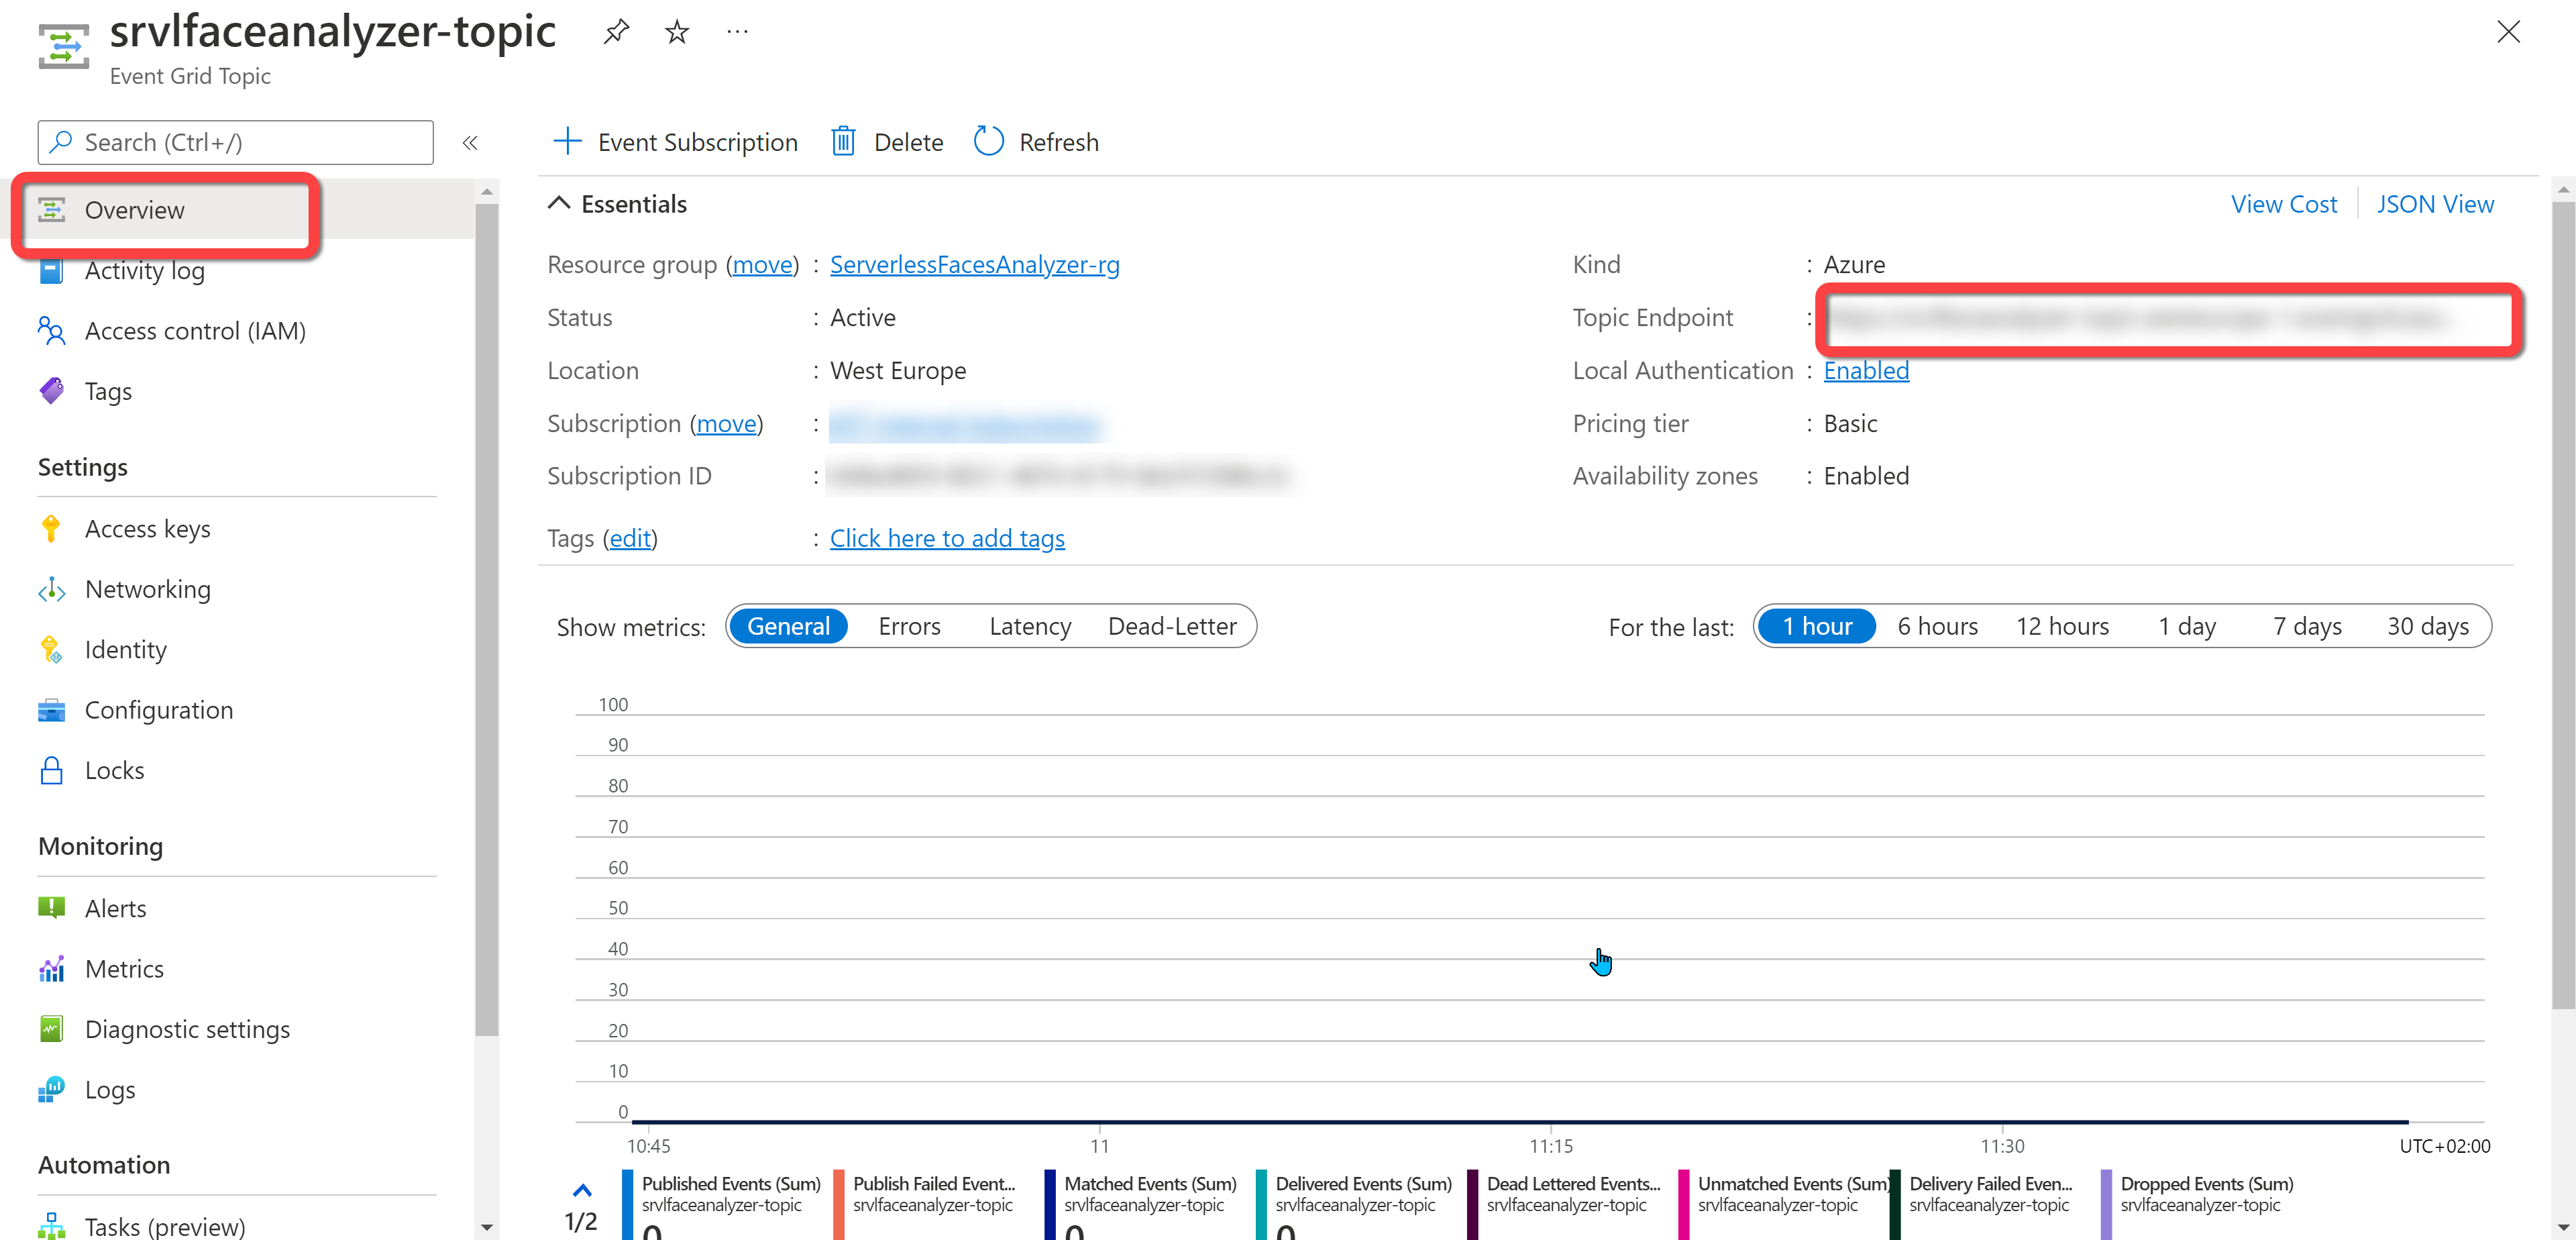 srvlfaceanalyzer-topic
Event Grid Topic
Search (Ctrl+/)
Overview
Activity log
Access control (IAM)
Tags
Settings
Access keys
Networking
Identity
Configuration
Locks
Monitoring
Alerts
Metrics
Diagnostic settings
Logs
Automation
Tasks (preview)
Event Subscription Delete Refresh
Essentials
View Cost JSON View
Resource group (move) : ServerlessFacesAnalyzer-rg
Status : Active
Location : West Europe
Subscription (move) :
Subscription ID :
Tags (edit) : Click here to add tags
Kind : Azure
Topic Endpoint :
Local Authentication : Enabled
Pricing tier : Basic
Availability zones : Enabled
Show metrics: General Errors Latency Dead-Letter
For the last: 1 hour 6 hours 12 hours 1 day 7 days 30 days
100
90
80
70
60
50
40
30
20
10
0
10:45 11 11:15 11:30 UTC+02:00
1/2
Published Events (Sum)
srvlfaceanalyzer-topic
0
Publish Failed Event...
srvlfaceanalyzer-topic
Matched Events (Sum)
srvlfaceanalyzer-topic
0
Delivered Events (Sum)
srvlfaceanalyzer-topic
0
Dead Lettered Events...
srvlfaceanalyzer-topic
Unmatched Events (Sum)
srvlfaceanalyzer-topic
Delivery Failed Even...
srvlfaceanalyzer-topic
Dropped Events (Sum)
srvlfaceanalyzer-topic